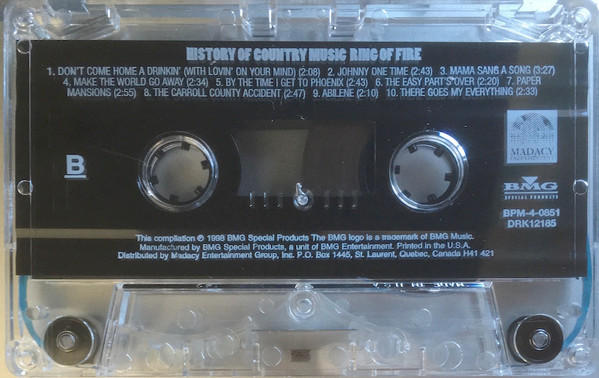 HISTORY OF COUNTRY MUSIC RING OF FIRE
1. DON'T COME HOME A DRINKIN' (WITH LOVIN' ON YOUR MIND) (2:08) 2. JOHNNY ONE TIME (2:43) 3. MAMA SANG A SONG (3:27)
4. MAKE THE WORLD GO AWAY (2:34) 5. BY THE TIME I GET TO PHOENIX (2:43) 6. THE EASY PART'S OVER (2:20) 7. PAPER
MANSIONS (2:55) 8. THE CARROLL COUNTY ACCIDENT (2:47) 9. ABILENE (2:10) 10. THERE GOES MY EVERYTHING (2:33)
B
MADACY
BMG
SPECIAL PRODUCTS
BPM-4-0851
DRK12185
This compilation ℗ 1998 BMG Special Products The BMG logo is a trademark of BMG Music.
Manufactured by BMG Special Products, a unit of BMG Entertainment. Printed in the U.S.A.
Distributed by Madacy Entertainment Group, Inc. P.O. Box 1445, St. Laurent, Quebec, Canada H41 421
MADE IN U.S.A.